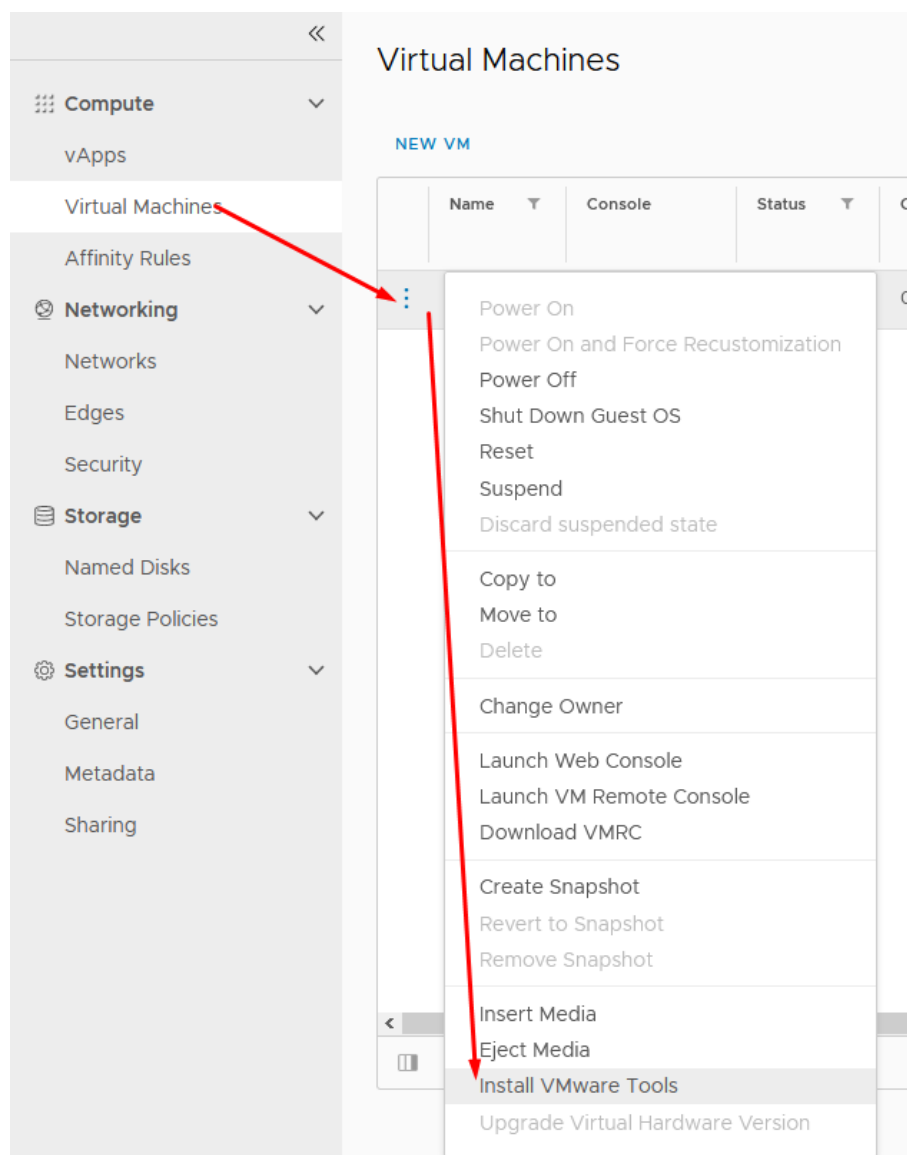 Compute
vApps
Virtual Machines
Affinity Rules
Networking
Networks
Edges
Security
Storage
Named Disks
Storage Policies
Settings
General
Metadata
Sharing
Virtual Machines
NEW VM
Name Console Status
Power On
Power On and Force Recustomization
Power Off
Shut Down Guest OS
Reset
Suspend
Discard suspended state
Copy to
Move to
Delete
Change Owner
Launch Web Console
Launch VM Remote Console
Download VMRC
Create Snapshot
Revert to Snapshot
Remove Snapshot
Insert Media
Eject Media
Install VMware Tools
Upgrade Virtual Hardware Version